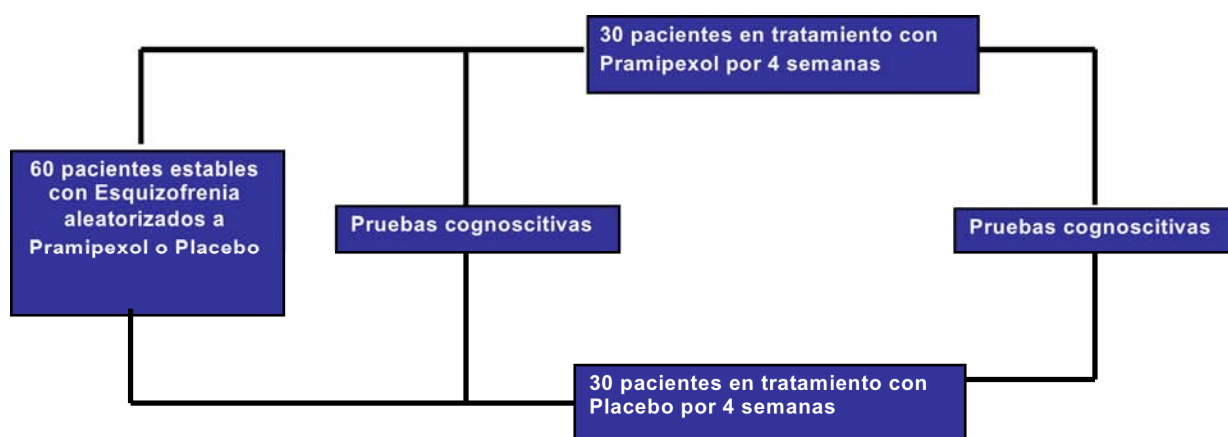 30 pacientes en tratamiento con
Pramipexol por 4 semanas
60 pacientes estables
con Esquizofrenia
aleatorizados a
Pramipexol o Placebo
Pruebas cognoscitivas
Pruebas cognoscitivas
30 pacientes en tratamiento con
Placebo por 4 semanas